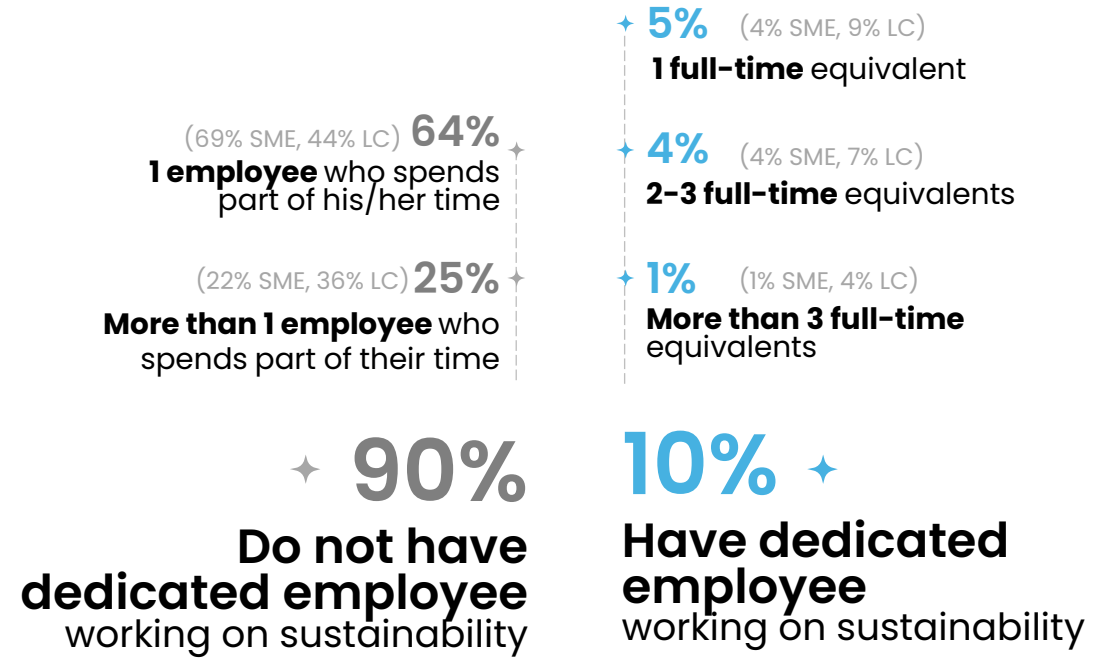 (69% SME, 44% LC) 64%
1 employee who spends
part of his/her time
(22% SME, 36% LC) 25%
More than 1 employee who
spends part of their time
90%
Do not have
dedicated employee
working on sustainability
5% (4% SME, 9% LC)
1 full-time equivalent
4% (4% SME, 7% LC)
2-3 full-time equivalents
1% (1% SME, 4% LC)
More than 3 full-time
equivalents
10%
Have dedicated
employee
working on sustainability